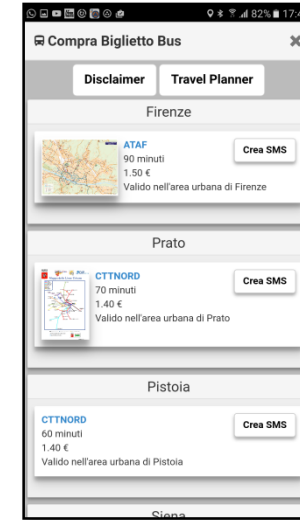 82% 17:4
Compra Biglietto Bus
Disclaimer Travel Planner
Firenze
ATAF
90 minuti
1.50 €
Valido nell'area urbana di Firenze
Crea SMS
Prato
CTTNORD
70 minuti
1.40 €
Valido nell'area urbana di Prato
Crea SMS
Pistoia
CTTNORD
60 minuti
1.40 €
Valido nell'area urbana di Pistoia
Crea SMS
Siena